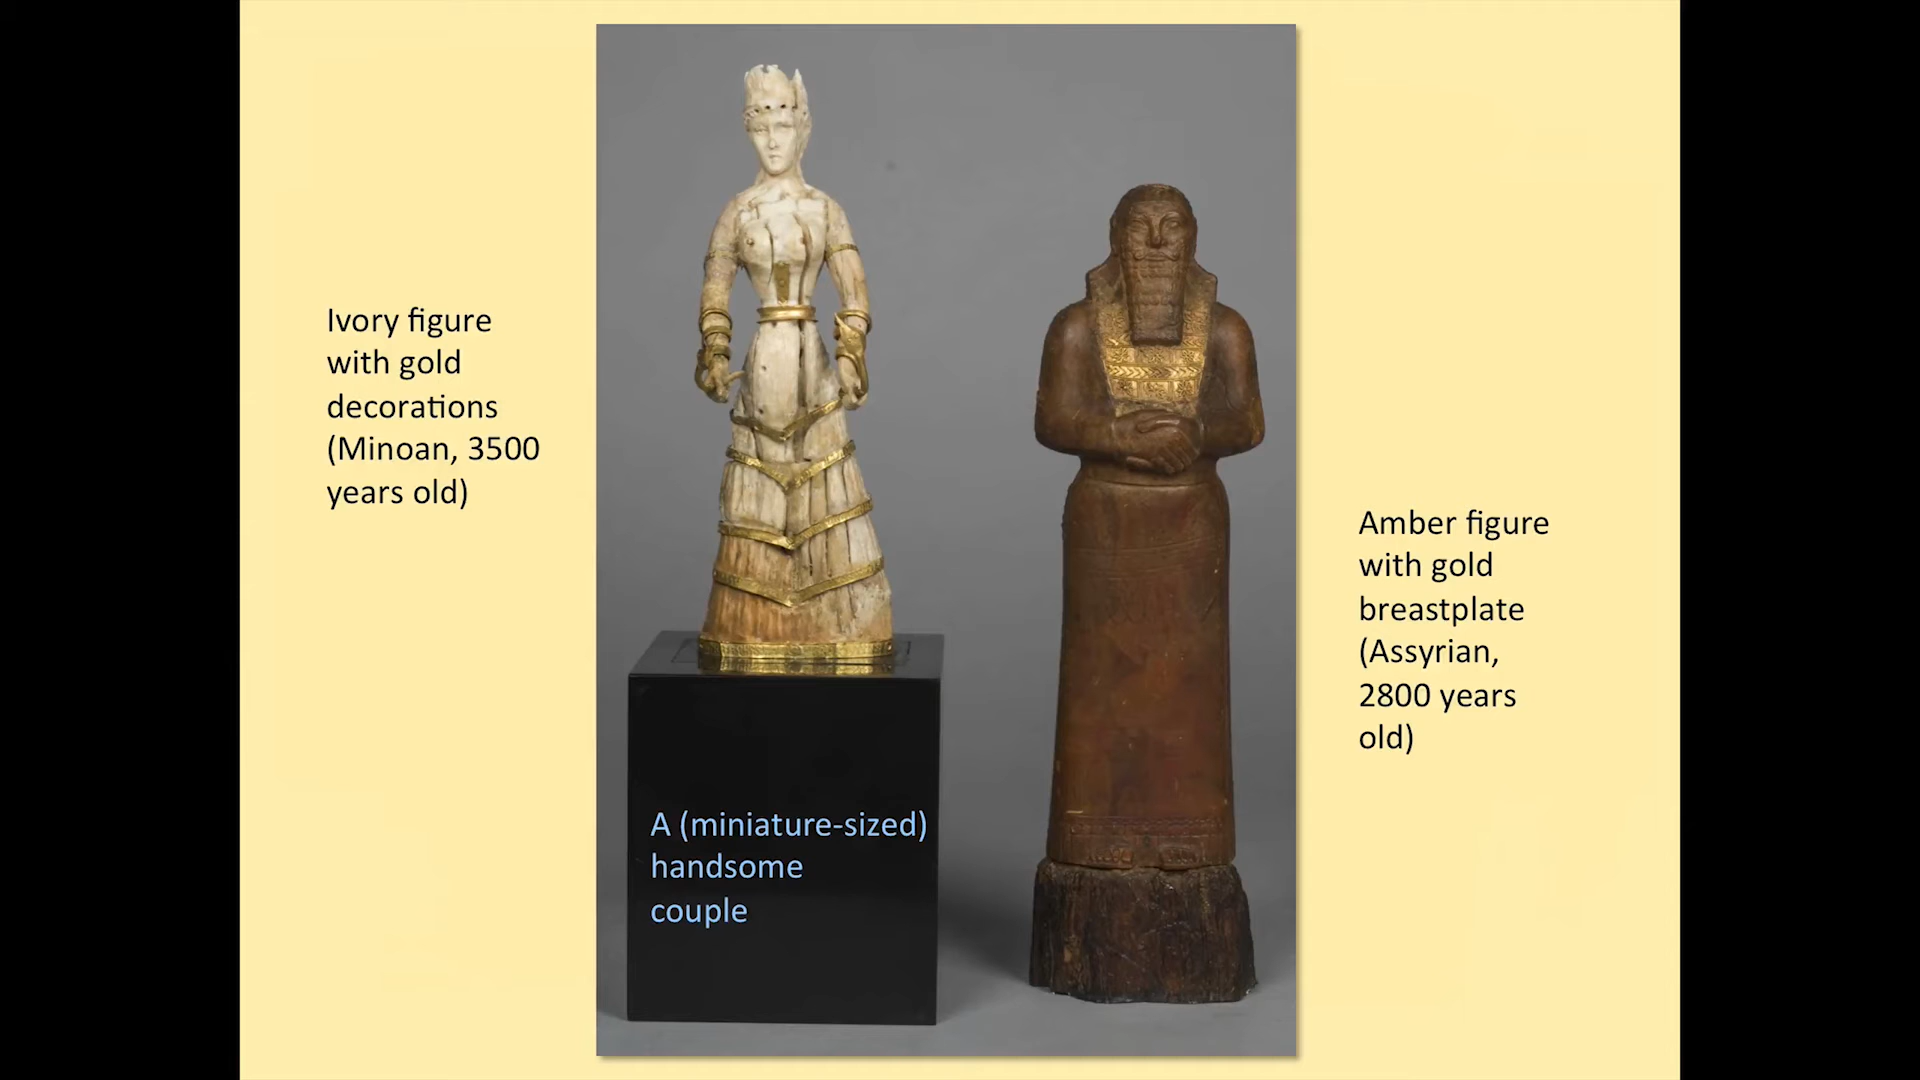 Ivory figure
with gold
decorations
(Minoan, 3500
years old)
Amber figure
with gold
breastplate
(Assyrian,
2800 years
old)
A (miniature-sized)
handsome
couple